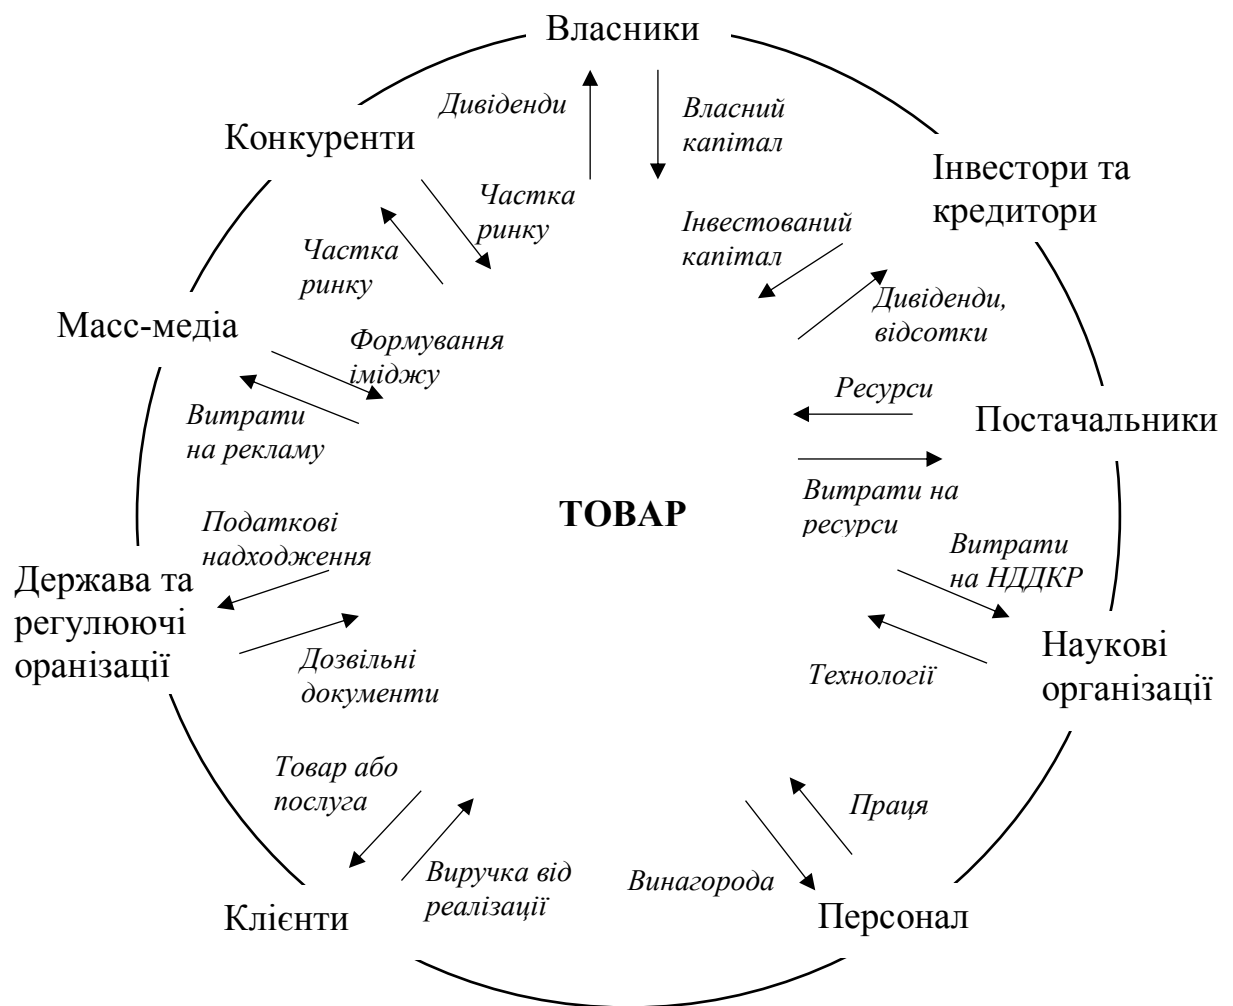 Власники
Дивіденди
Власний
капітал
Конкуренти
Інвестори та
кредитори
Частка
ринку
Частка
ринку
Інвестований
капітал
Дивіденди,
відсотки
Масс-медіа
Формування
іміджу
Витрати
на рекламу
Ресурси
Постачальники
Витрати на
ресурси
ТОВАР
Податкові
надходження
Держава та
регулюючі
оранізації
Дозвільні
документи
Витрати
на НДДКР
Наукові
організації
Технології
Товар або
послуга
Виручка від
реалізації
Клієнти
Праця
Винагорода
Персонал